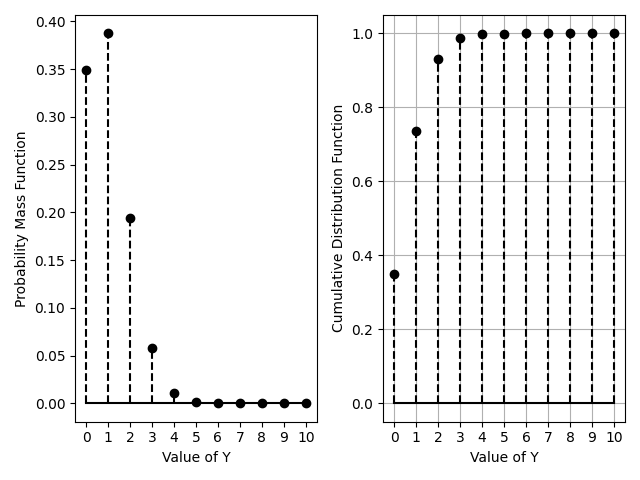 Probability Mass Function
0.40
0.35
0.30
0.25
0.20
0.15
0.10
0.05
0.00
0 1 2 3 4 5 6 7 8 9 10
Value of Y
Cumulative Distribution Function
1.0
0.8
0.6
0.4
0.2
0.0
0 1 2 3 4 5 6 7 8 9 10
Value of Y